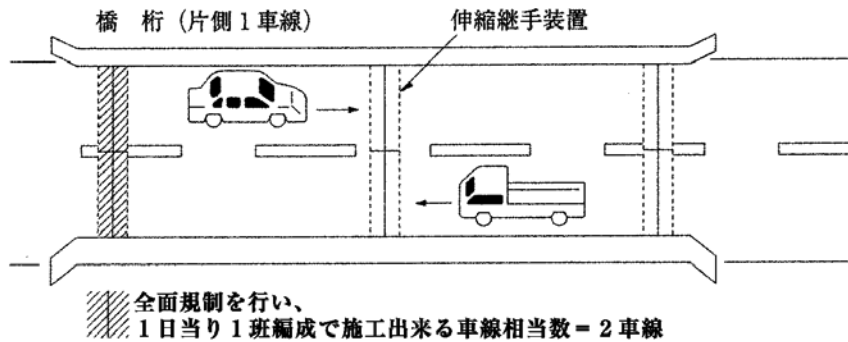 橋 桁(片側1車線)
伸縮継手装置
全面規制を行い、
1日当り1班編成で施工出来る車線相当数=2車線